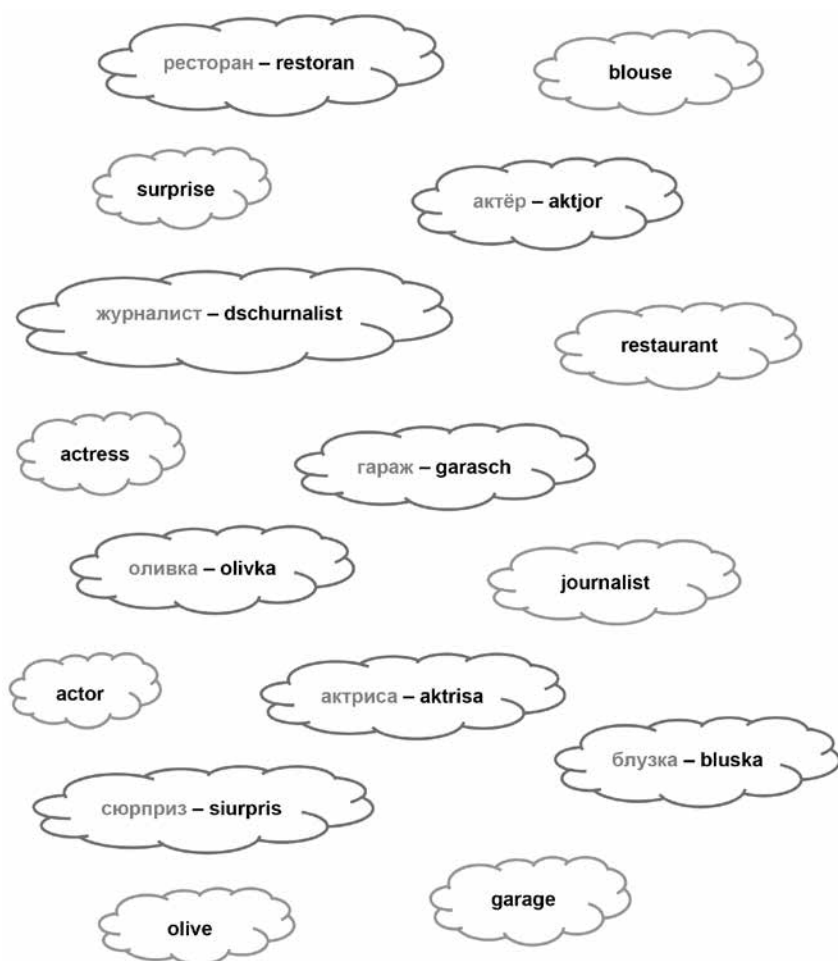 ресторан – restoran
blouse
surprise
актёр – aktjor
журналист – dschurnalist
restaurant
actress
гараж – garasch
оливка – olivka
journalist
actor
актриса – aktrisa
блузка – bluska
сюрприз – siurpris
garage
olive